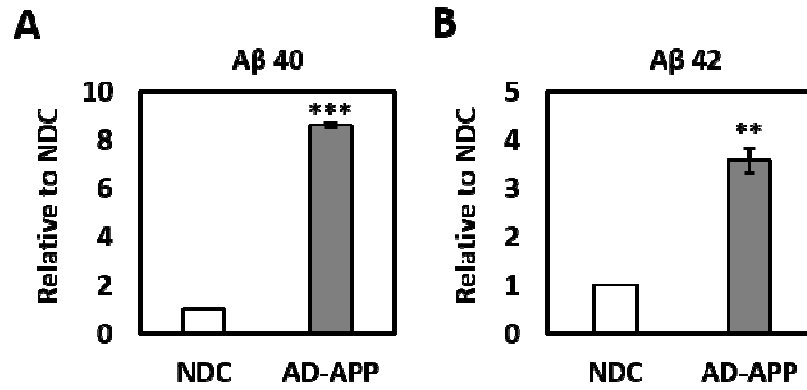 A
Aβ 40
Relative to NDC
10
8
6
4
2
0
***
NDC AD-APP
B
Aβ 42
Relative to NDC
5
4
3
2
1
0
**
NDC AD-APP